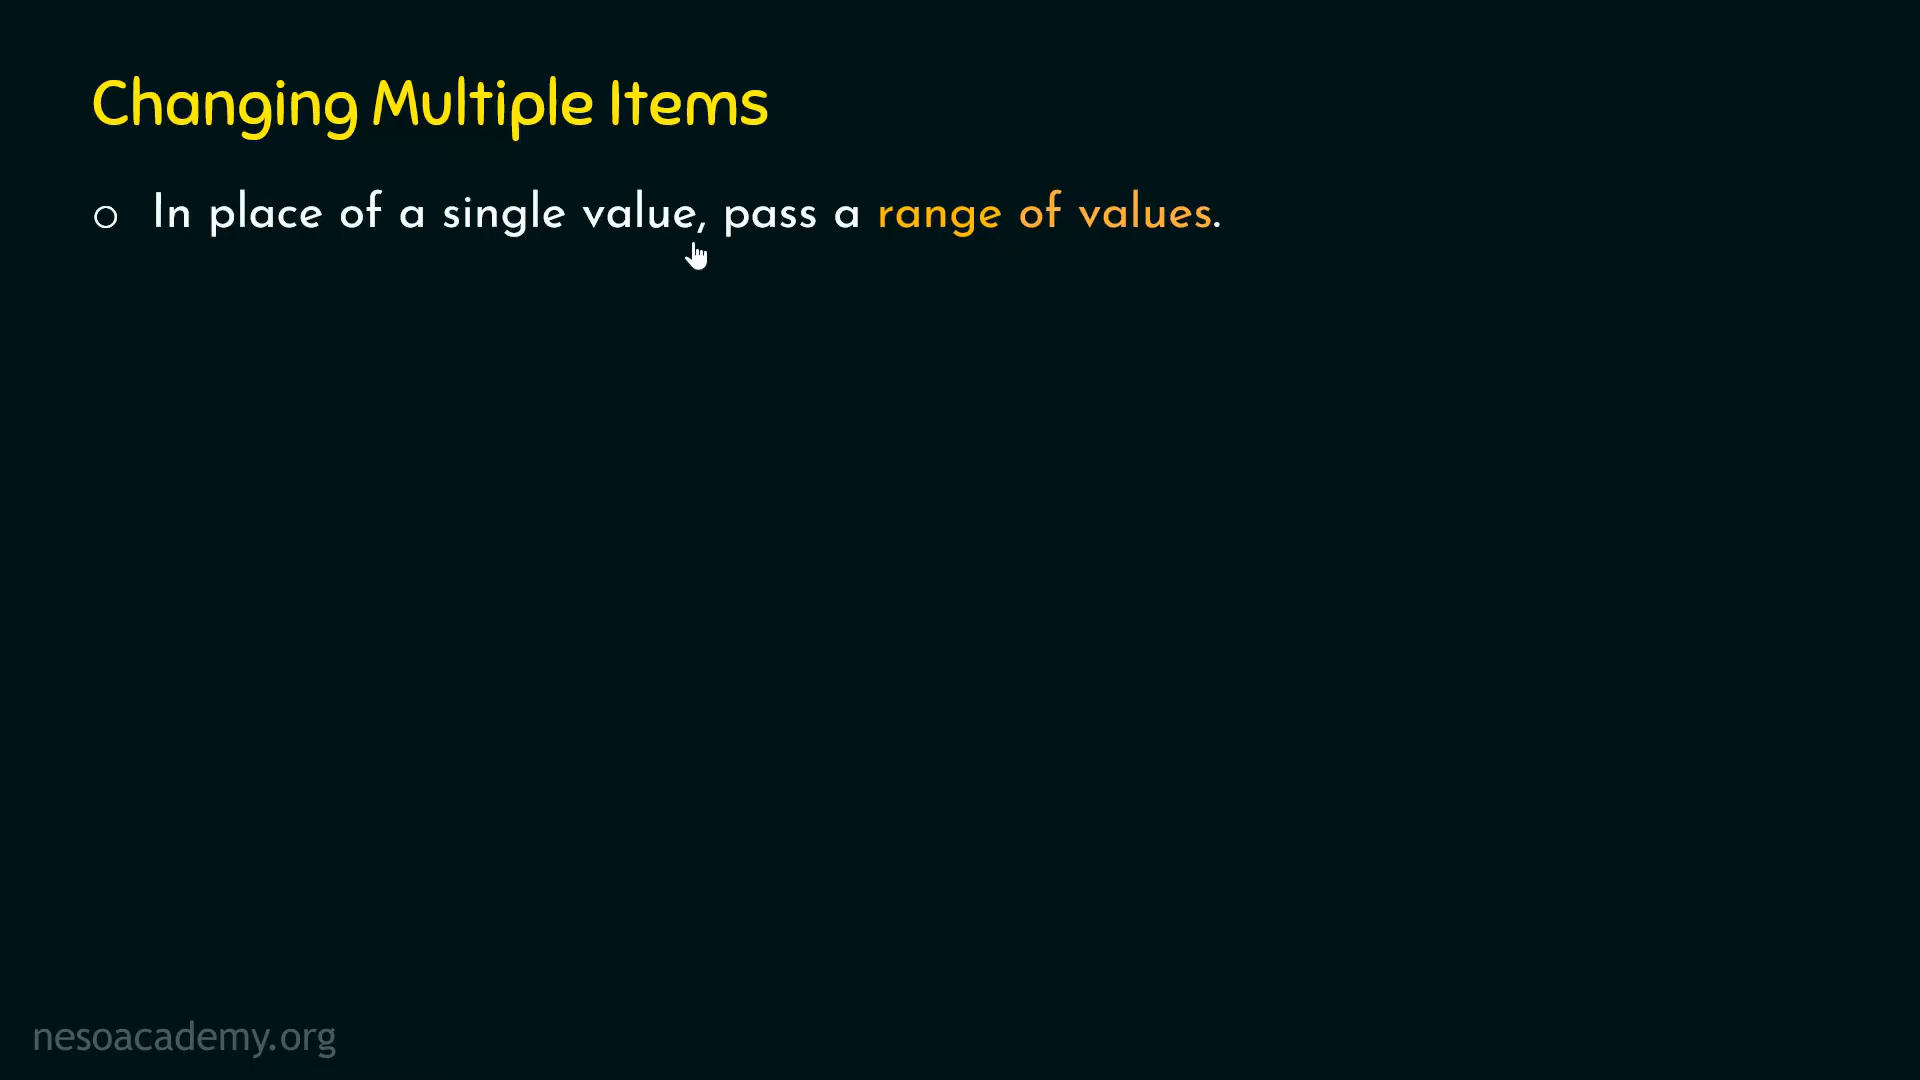 Changing Multiple Items
○ In place of a single value, pass a range of values.
nesoacademy.org